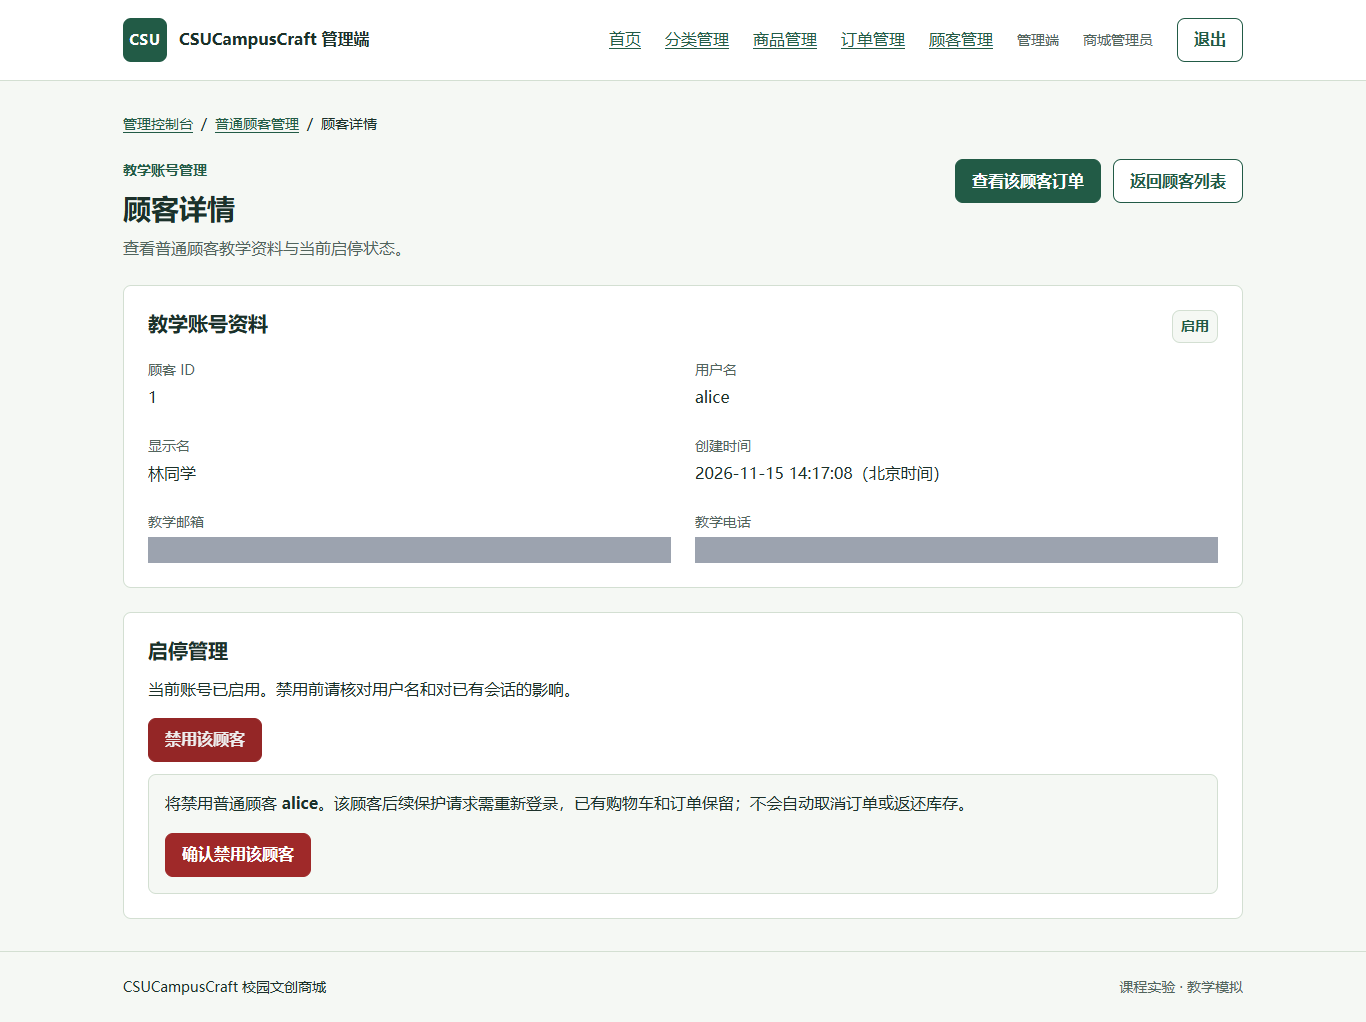 CSU CSUCampusCraft 管理端 首页 分类管理 商品管理 订单管理 顾客管理 管理端 商城管理员 退出
管理控制台 / 普通顾客管理 / 顾客详情
教学账号管理
顾客详情
查看普通顾客教学资料与当前启停状态。
查看该顾客订单 返回顾客列表
教学账号资料 启用
顾客 ID 用户名
1 alice
显示名 创建时间
林同学 2026-11-15 14:17:08（北京时间）
教学邮箱 教学电话
启停管理
当前账号已启用。禁用前请核对用户名和对已有会话的影响。
禁用该顾客
将禁用普通顾客 alice。该顾客后续保护请求需重新登录，已有购物车和订单保留；不会自动取消订单或返还库存。
确认禁用该顾客
CSUCampusCraft 校园文创商城 课程实验 · 教学模拟